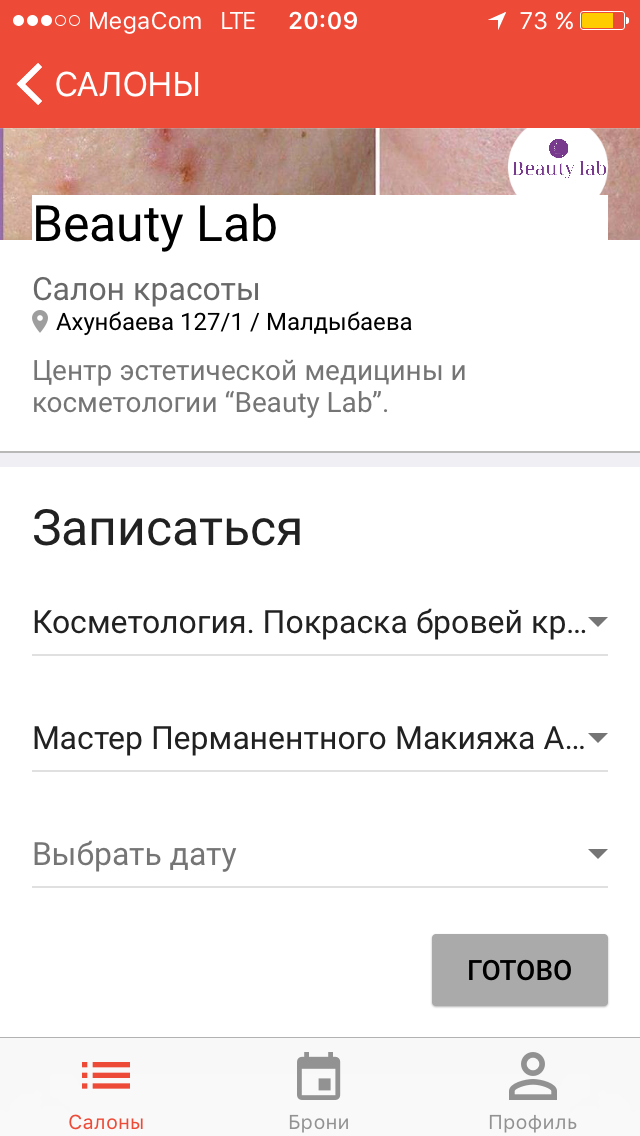 MegaCom LTE 20:09 73 %
САЛОНЫ
Beauty lab
Beauty Lab
Салон красоты
Ахунбаева 127/1 / Малдыбаева
Центр эстетической медицины и
косметологии “Beauty Lab”.
Записаться
Косметология. Покраска бровей кр...
Мастер Перманентного Макияжа А...
Выбрать дату
ГОТОВО
Салоны Брони Профиль